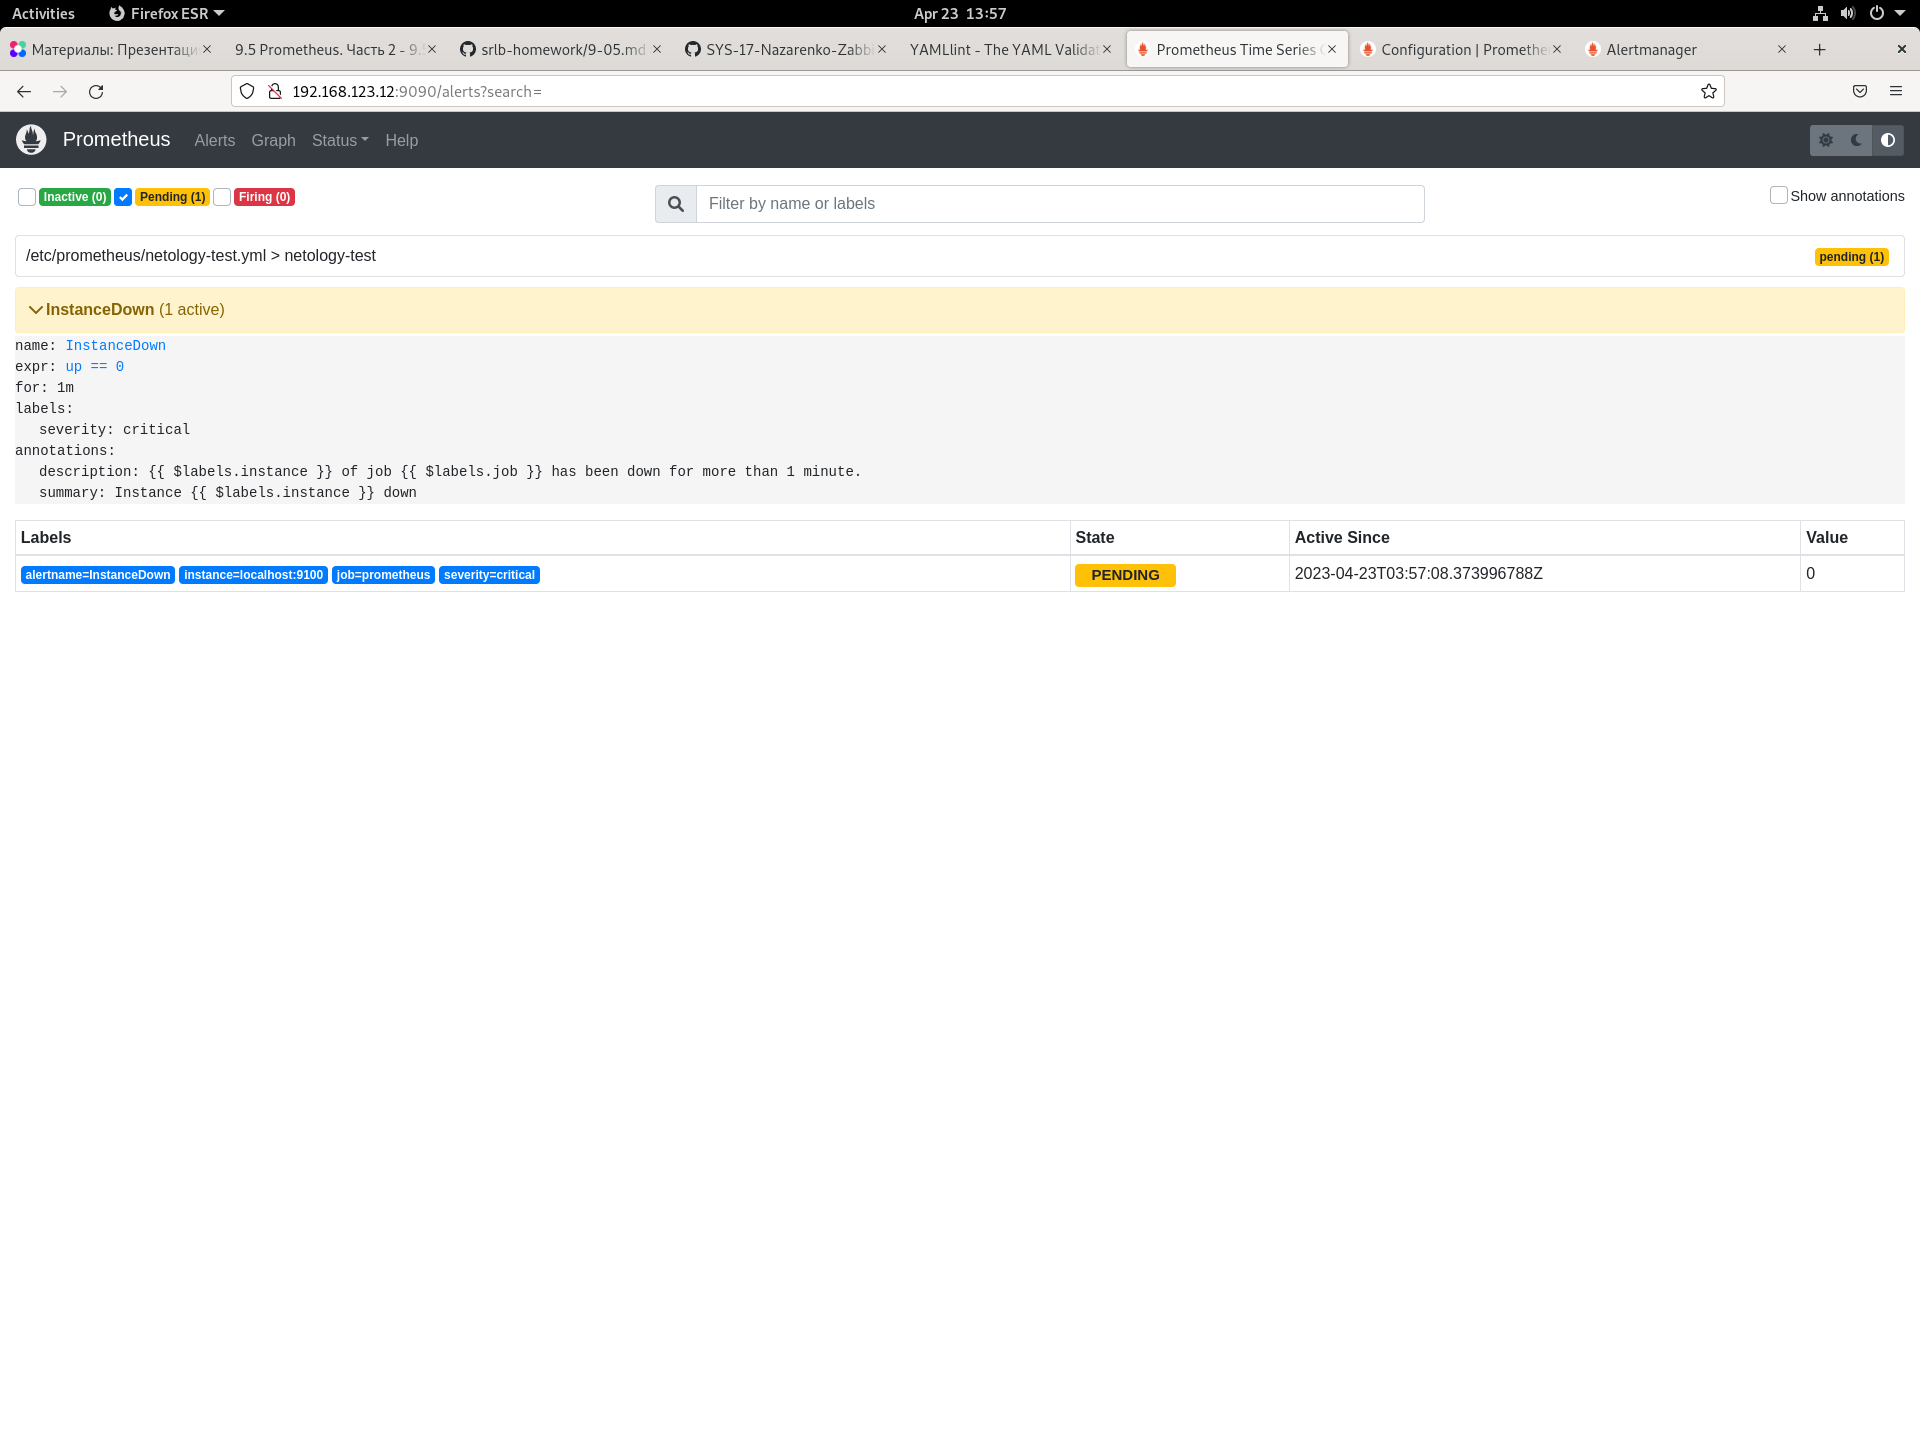 Activities Firefox ESR Apr 23 13:57
Материалы: Презентаци 9.5 Prometheus. Часть 2 - 9. srlb-homework/9-05.md SYS-17-Nazarenko-Zabb YAMLlint - The YAML Validat Prometheus Time Series Configuration | Promethe Alertmanager
192.168.123.12:9090/alerts?search=
Prometheus Alerts Graph Status Help
Inactive (0) Pending (1) Firing (0) Filter by name or labels Show annotations
/etc/prometheus/netology-test.yml > netology-test pending (1)
InstanceDown (1 active)
name: InstanceDown
expr: up == 0
for: 1m
labels:
severity: critical
annotations:
description: {{ $labels.instance }} of job {{ $labels.job }} has been down for more than 1 minute.
summary: Instance {{ $labels.instance }} down
Labels State Active Since Value
alertname=InstanceDown instance=localhost:9100 job=prometheus severity=critical PENDING 2023-04-23T03:57:08.373996788Z 0